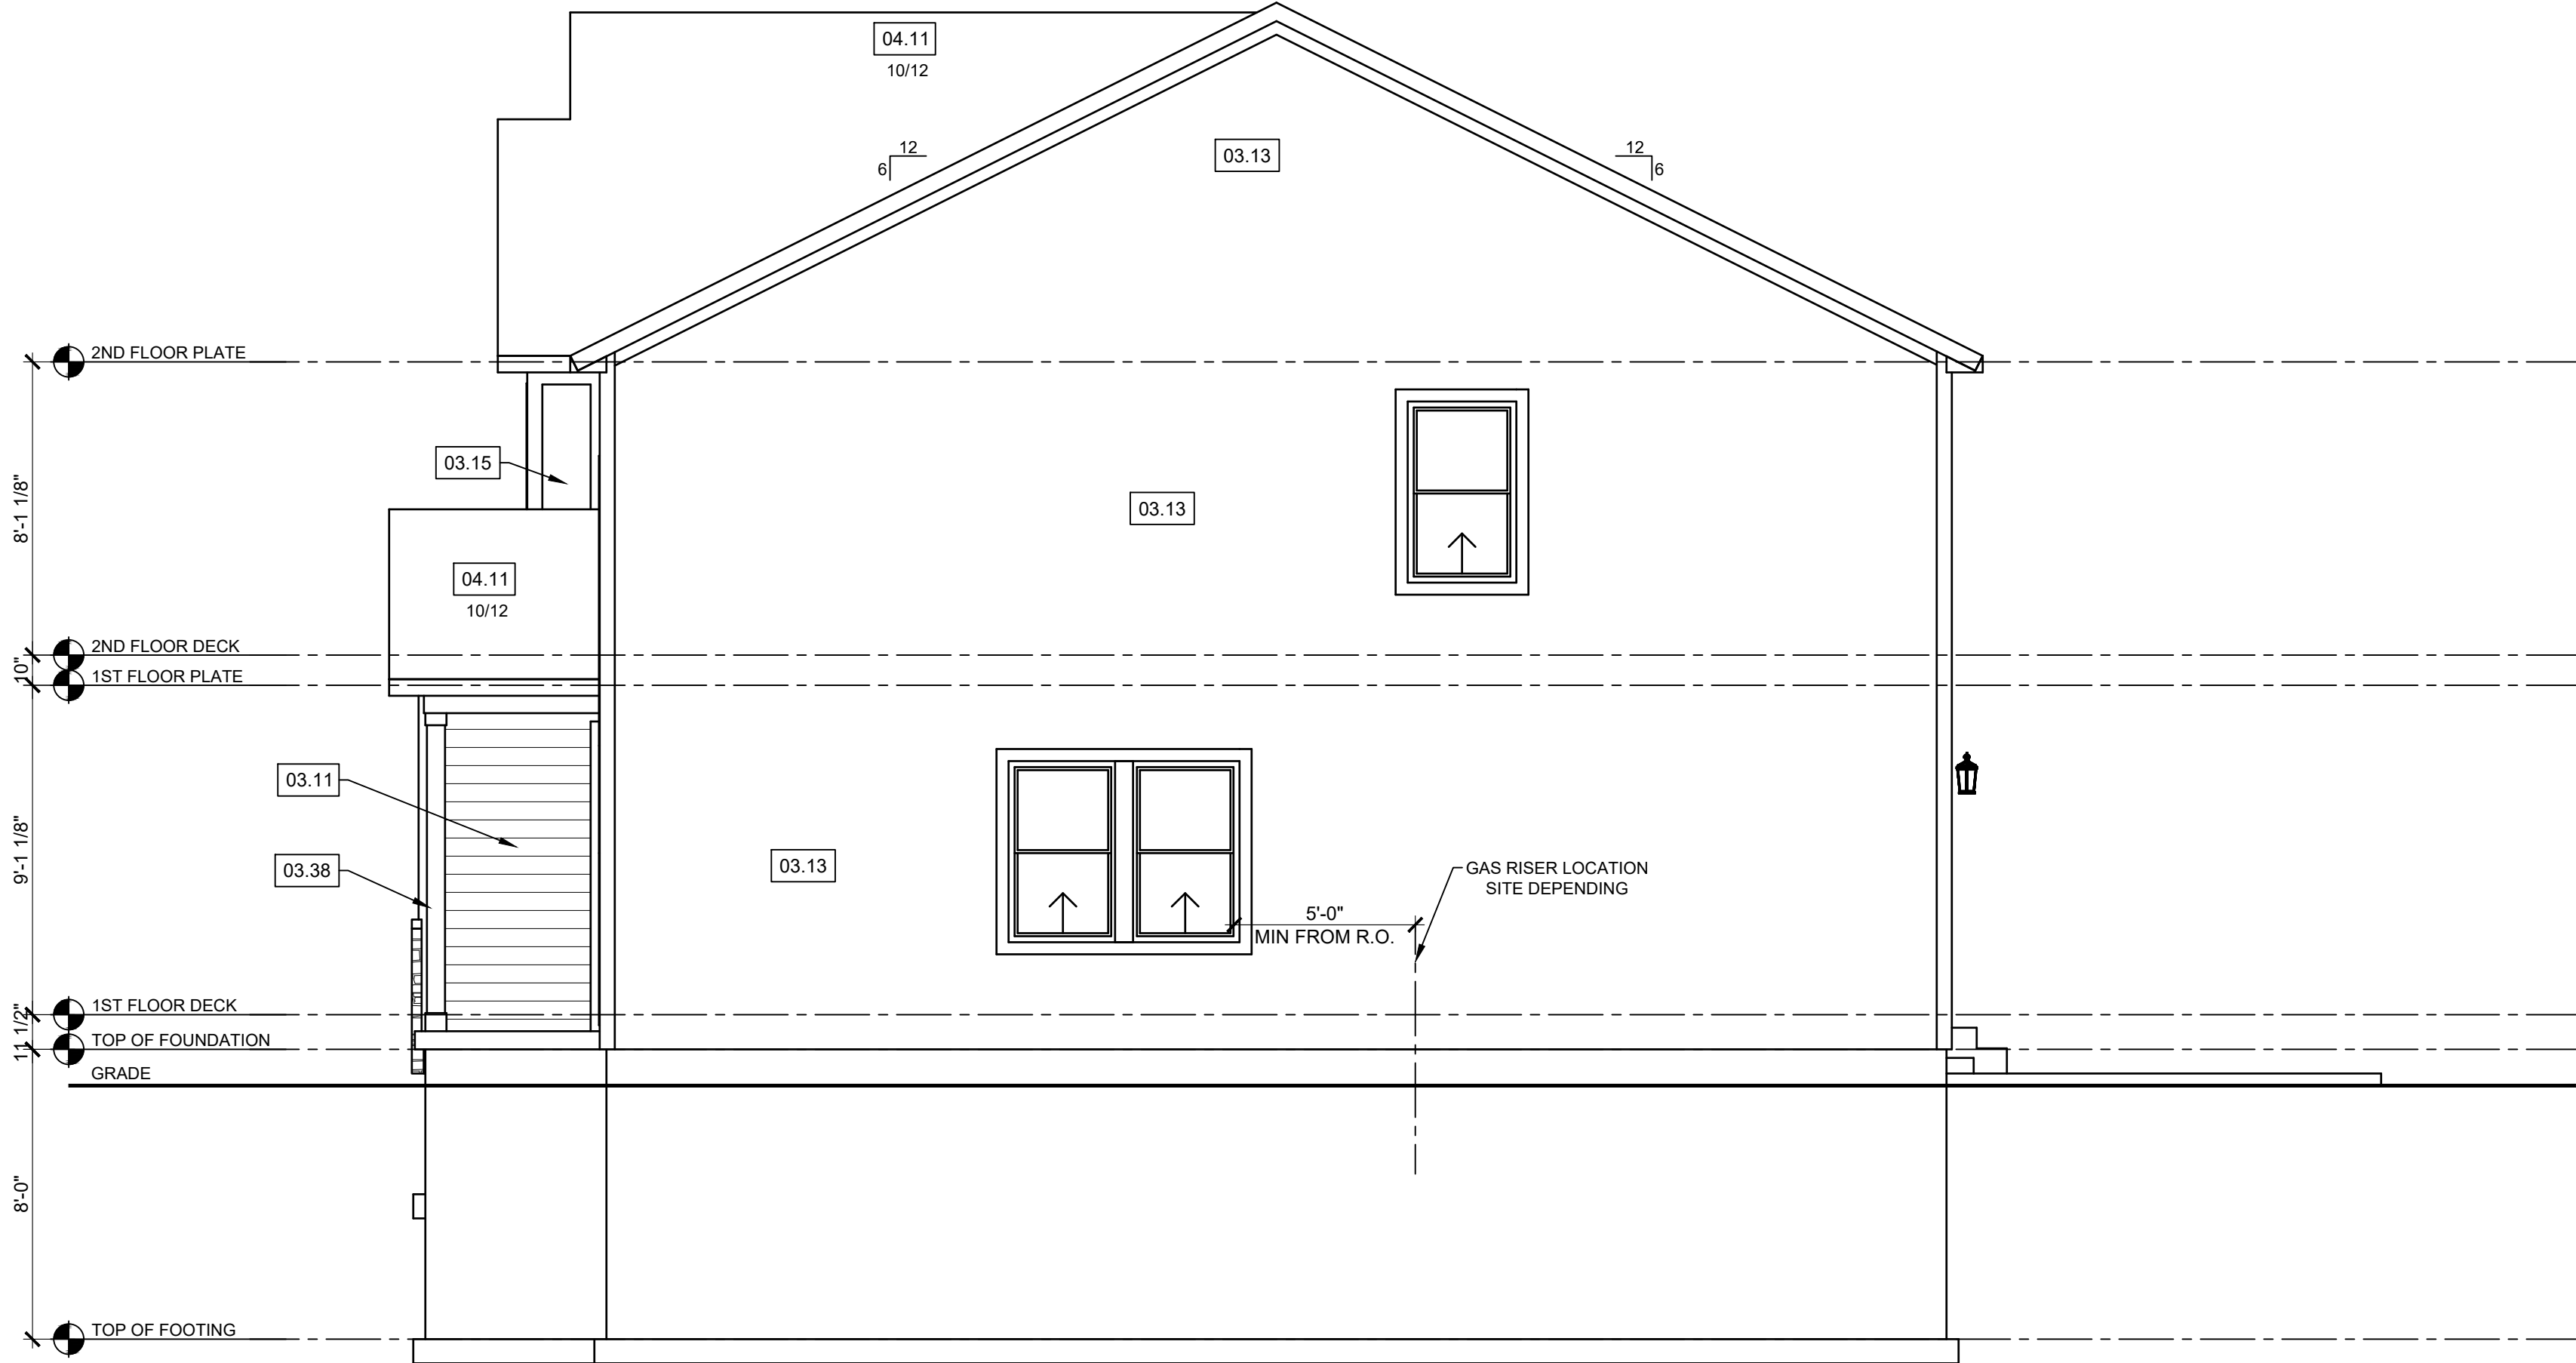 04.11
10/12
12
6
03.13
12
6
2ND FLOOR PLATE
03.15
8'-1 1/8"
03.13
04.11
10/12
2ND FLOOR DECK
10"
1ST FLOOR PLATE
03.11
9'-1 1/8"
03.38
03.13
GAS RISER LOCATION
SITE DEPENDING
5'-0"
MIN FROM R.O.
1ST FLOOR DECK
11 1/2"
TOP OF FOUNDATION
GRADE
8'-0"
TOP OF FOOTING